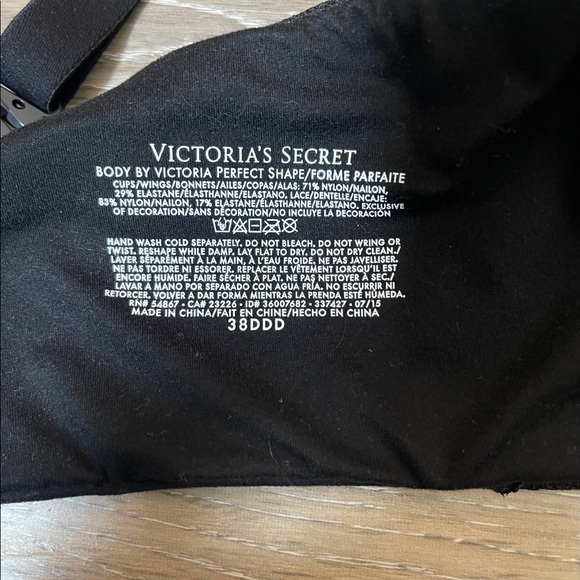 VICTORIA'S SECRET
BODY BY VICTORIA PERFECT SHAPE/FORME PARFAITE
CUPS/WINGS/BONNETS/AILES/COPAS/ALAS: 71% NYLON/NAILON,
29% ELASTANE/ÉLASTHANNE/ELASTANO. LACE/DENTELLE/ENCAJE:
83% NYLON/NAILON, 17% ELASTANE/ÉLASTHANNE/ELASTANO. EXCLUSIVE
OF DECORATION/SANS DÉCORATION/NO INCLUYE LA DECORACIÓN
HAND WASH COLD SEPARATELY. DO NOT BLEACH. DO NOT WRING OR
TWIST. RESHAPE WHILE DAMP. LAY FLAT TO DRY. DO NOT DRY CLEAN./
LAVER SÉPARÉMENT À LA MAIN, À L'EAU FROIDE. NE PAS JAVELLISER.
NE PAS TORDRE NI ESSORER. REPLACER LE VÊTEMENT LORSQU'IL EST
ENCORE HUMIDE. FAIRE SÉCHER À PLAT. NE PAS NETTOYER À SEC./
LAVAR A MANO POR SEPARADO CON AGUA FRÍA. NO ESCURRIR NI
RETORCER. VOLVER A DAR FORMA MIENTRAS LA PRENDA ESTÉ HÚMEDA.
RN# 54867 • CA# 23226 • ID# 36007682 • 337427 • 07/15
MADE IN CHINA/FAIT EN CHINE/HECHO EN CHINA
38DDD